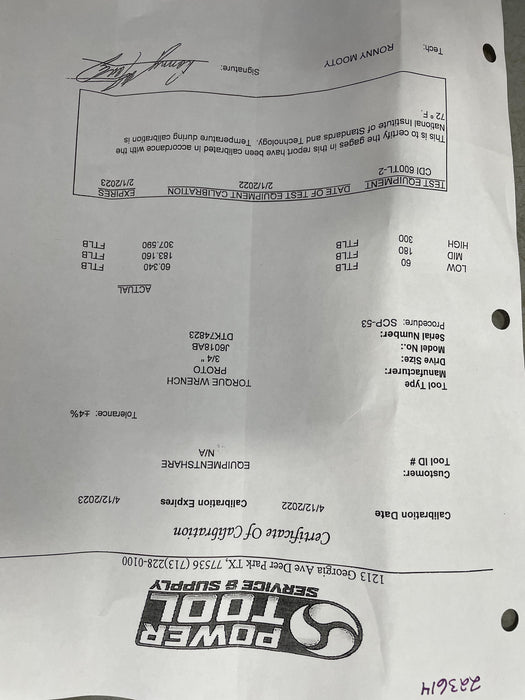 223614
POWER
TOOL
SERVICE & SUPPLY
1213 Georgia Ave Deer Park TX, 77536 (713)228-0100
Certificate Of Calibration
Calibration Date 4/12/2022 Calibration Expires 4/12/2023
Customer: EQUIPMENTSHARE
Tool ID # N/A
Tolerance: ±4%
Tool Type TORQUE WRENCH
Manufacturer: PROTO
Drive Size: 3/4 "
Model No.: J6018AB
Serial Number: DTK74823
Procedure: SCP-53
ACTUAL
LOW 60 FTLB 60.340 FTLB
MID 180 FTLB 183.160 FTLB
HIGH 300 FTLB 307.590 FTLB
TEST EQUIPMENT DATE OF TEST EQUIPMENT CALIBRATION EXPIRES
CDI 600TL-2 2/1/2022 2/1/2023
This is to certify the gages in this report have been calibrated in accordance with the
National Institute of Standards and Technology. Temperature during calibration is
72 ° F.
Tech: RONNY MOOTY Signature: